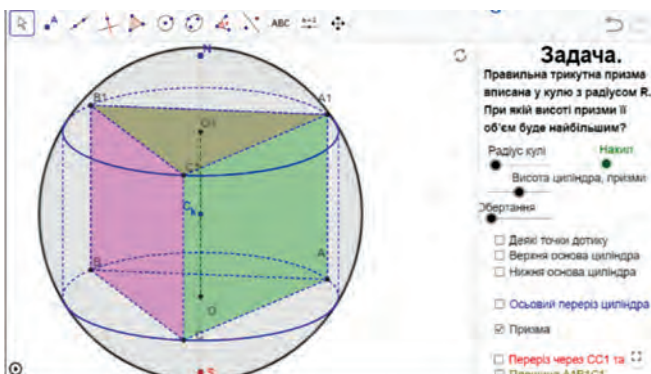 ABC
A
N
Задача.
Правильна трикутна призма
вписана у кулю з радіусом R.
При якій висоті призми її
об'єм буде найбільшим?
Радіус кулі
Нахил
Висота циліндра, призми
Обертання
Деякі точки дотику
Верхня основа циліндра
Нижня основа циліндра
Осьовий переріз циліндра
Призма
Переріз через СС1 та
Площина A1B1C1
B1
A1
O1
C1
B
A
O
C
S